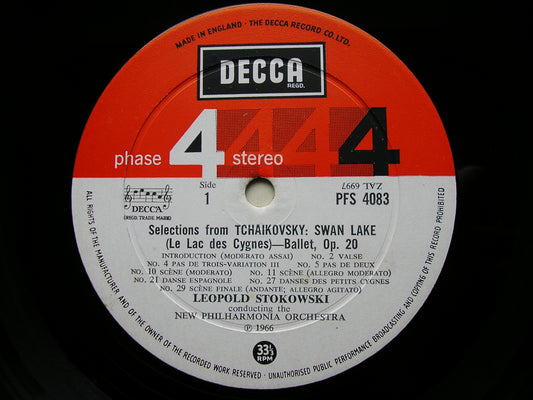 MADE IN ENGLAND · THE DECCA RECORD CO. LTD.
DECCA
REGD.
phase 4 stereo 4 4 4
DECCA
(REGD. TRADE MARK)
Side
1
ZAL 6997
PFS 4083
Selections from TCHAIKOVSKY: SWAN LAKE
(Le Lac des Cygnes)—Ballet, Op. 20
INTRODUCTION (MODERATO ASSAI) NO. 2 VALSE
NO. 4 PAS DE TROIS-VARIATION III NO. 5 PAS DE DEUX
NO. 10 SCÈNE (MODERATO) NO. 11 SCÈNE (ALLEGRO MODERATO)
NO. 21 DANSE ESPAGNOLE NO. 27 DANSES DES PETITS CYGNES
NO. 29 SCÈNE FINALE (ANDANTE; ALLEGRO AGITATO)
LEOPOLD STOKOWSKI
conducting the
NEW PHILHARMONIA ORCHESTRA
Ⓟ 1966
33⅓
RPM
ALL RIGHTS OF THE MANUFACTURER AND OF THE OWNER OF THE RECORDED WORK RESERVED · UNAUTHORISED PUBLIC PERFORMANCE BROADCASTING AND COPYING OF THIS RECORD PROHIBITED